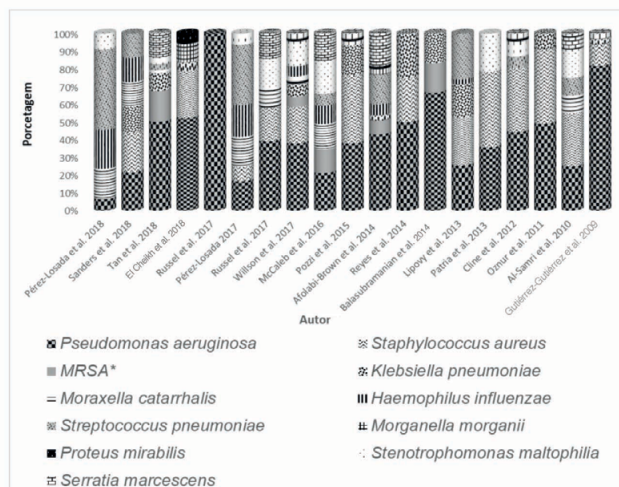 Porcetagem
100%
90%
80%
70%
60%
50%
40%
30%
20%
10%
0%
Pérez-Losada et al. 2018
Sanders et al. 2018
Tan et al. 2018
El Cheikh et al. 2018
Russel et al. 2017
Pérez-Losada 2017
Russel et al. 2017
Willson et al. 2017
McCaleb et al. 2016
Pozzi et al. 2015
Afolabi-Brown et al. 2014
Reyes et al. 2014
Balasubramanian et al. 2014
Lipovy et al. 2013
Patria et al. 2013
Cline et al. 2012
Oznur et al. 2011
Al-Samri et al. 2010
Gutiérrez-Gutiérrez et al. 2009
Autor
Pseudomonas aeruginosa
Staphylococcus aureus
MRSA*
Klebsiella pneumoniae
Moraxella catarrhalis
Haemophilus influenzae
Streptococcus pneumoniae
Morganella morganii
Proteus mirabilis
Stenotrophomonas maltophilia
Serratia marcescens